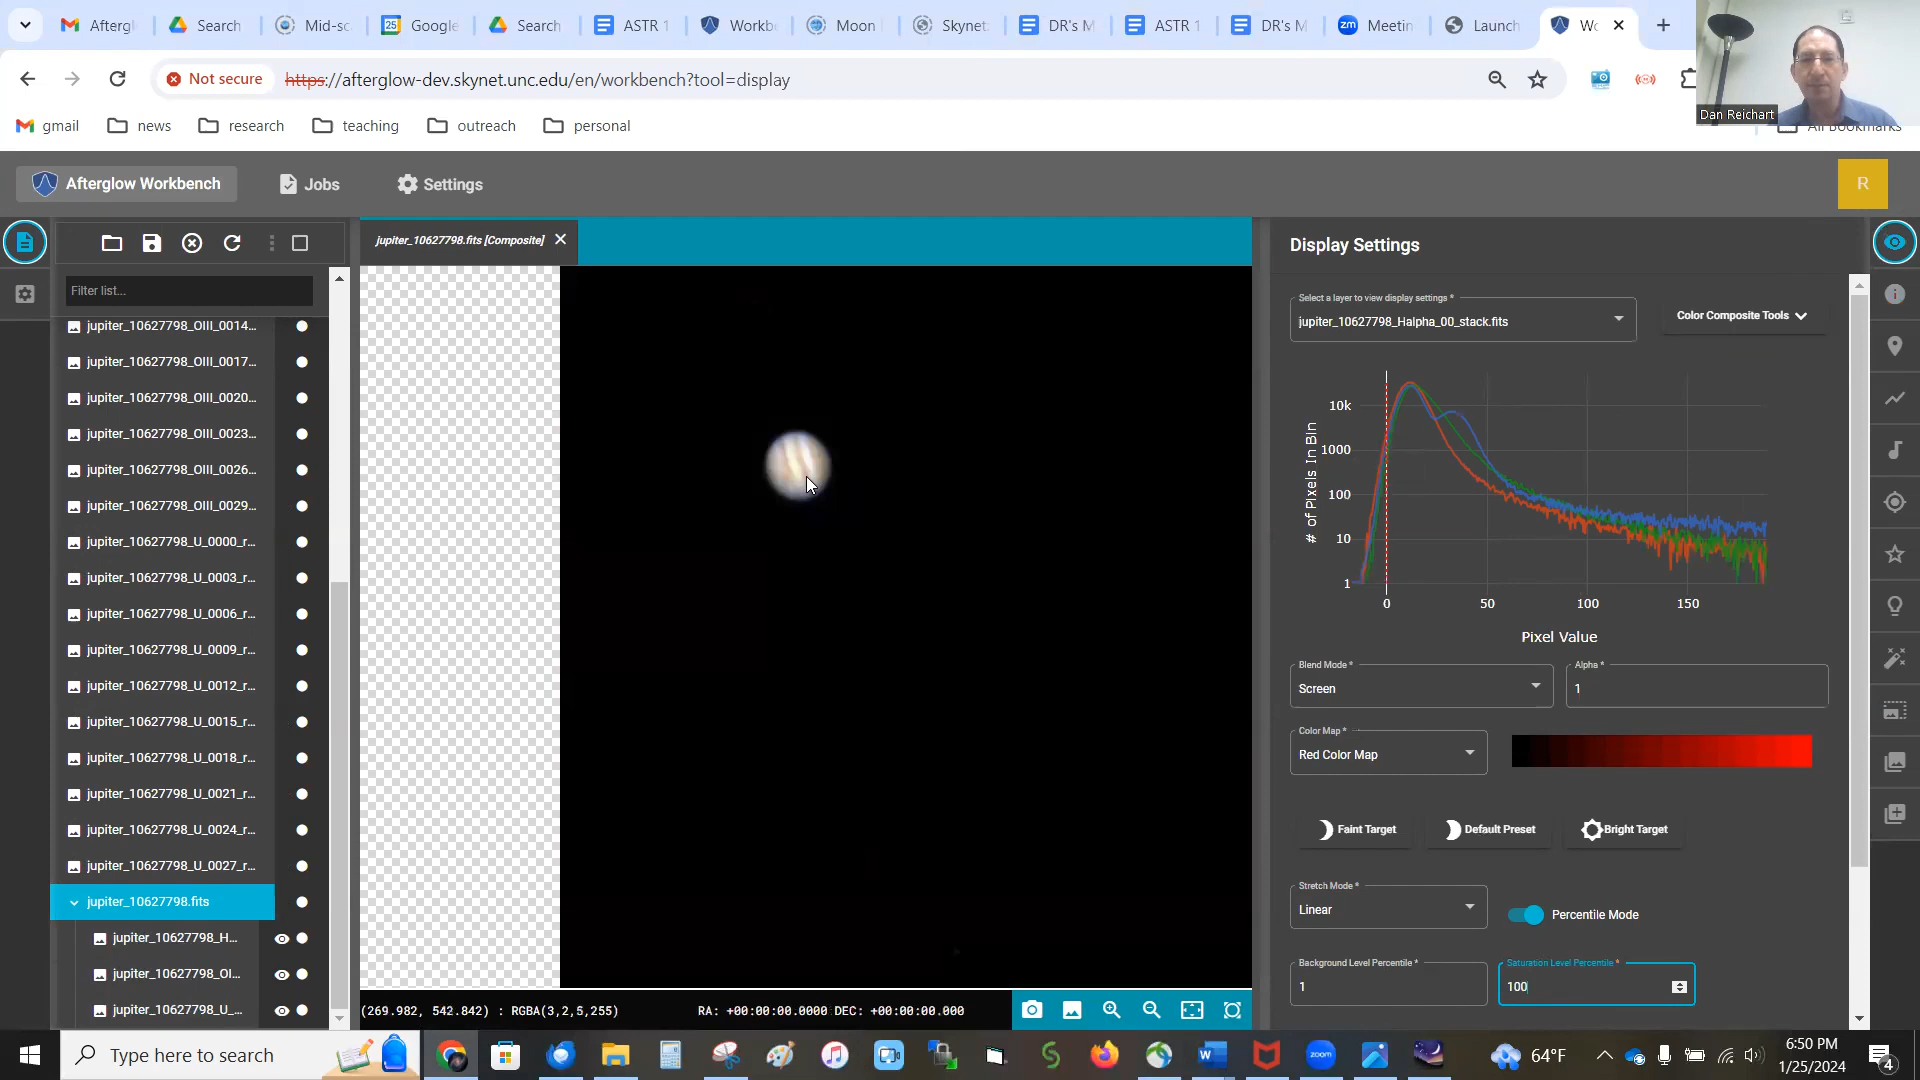 Aftergl
Search
Mid-sc
25
Google
Search
ASTR 1
Workb
Moon
Skynet
DR's M
ASTR 1
DR's M
zm
Meetin
Launch
Wo
Not secure
https://afterglow-dev.skynet.unc.edu/en/workbench?tool=display
Dan Reichart
gmail
news
research
teaching
outreach
personal
All Bookmarks
Afterglow Workbench
Jobs
Settings
R
jupiter_10627798.fits [Composite]
Filter list...
jupiter_10627798_OIII_0014...
jupiter_10627798_OIII_0017...
jupiter_10627798_OIII_0020...
jupiter_10627798_OIII_0023...
jupiter_10627798_OIII_0026...
jupiter_10627798_OIII_0029...
jupiter_10627798_U_0000_r...
jupiter_10627798_U_0003_r...
jupiter_10627798_U_0006_r...
jupiter_10627798_U_0009_r...
jupiter_10627798_U_0012_r...
jupiter_10627798_U_0015_r...
jupiter_10627798_U_0018_r...
jupiter_10627798_U_0021_r...
jupiter_10627798_U_0024_r...
jupiter_10627798_U_0027_r...
jupiter_10627798.fits
jupiter_10627798_H...
jupiter_10627798_OI...
jupiter_10627798_U_...
(269.982, 542.842) : RGBA(3,2,5,255)
RA: +00:00:00.0000 DEC: +00:00:00.000
Display Settings
Select a layer to view display settings *
jupiter_10627798_Halpha_00_stack.fits
Color Composite Tools
# of Pixels In Bin
10k
1000
100
10
1
0
50
100
150
Pixel Value
Blend Mode *
Screen
Alpha *
1
Color Map *
Red Color Map
Faint Target
Default Preset
Bright Target
Stretch Mode *
Linear
Percentile Mode
Background Level Percentile *
1
Saturation Level Percentile *
100
Type here to search
zoom
64°F
6:50 PM
1/25/2024
4